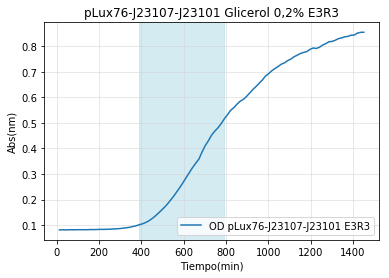 pLux76-J23107-J23101 Glicerol 0,2% E3R3
Abs(nm)
0.8
0.7
0.6
0.5
0.4
0.3
0.2
0.1
OD pLux76-J23107-J23101 E3R3
0 200 400 600 800 1000 1200 1400
Tiempo(min)